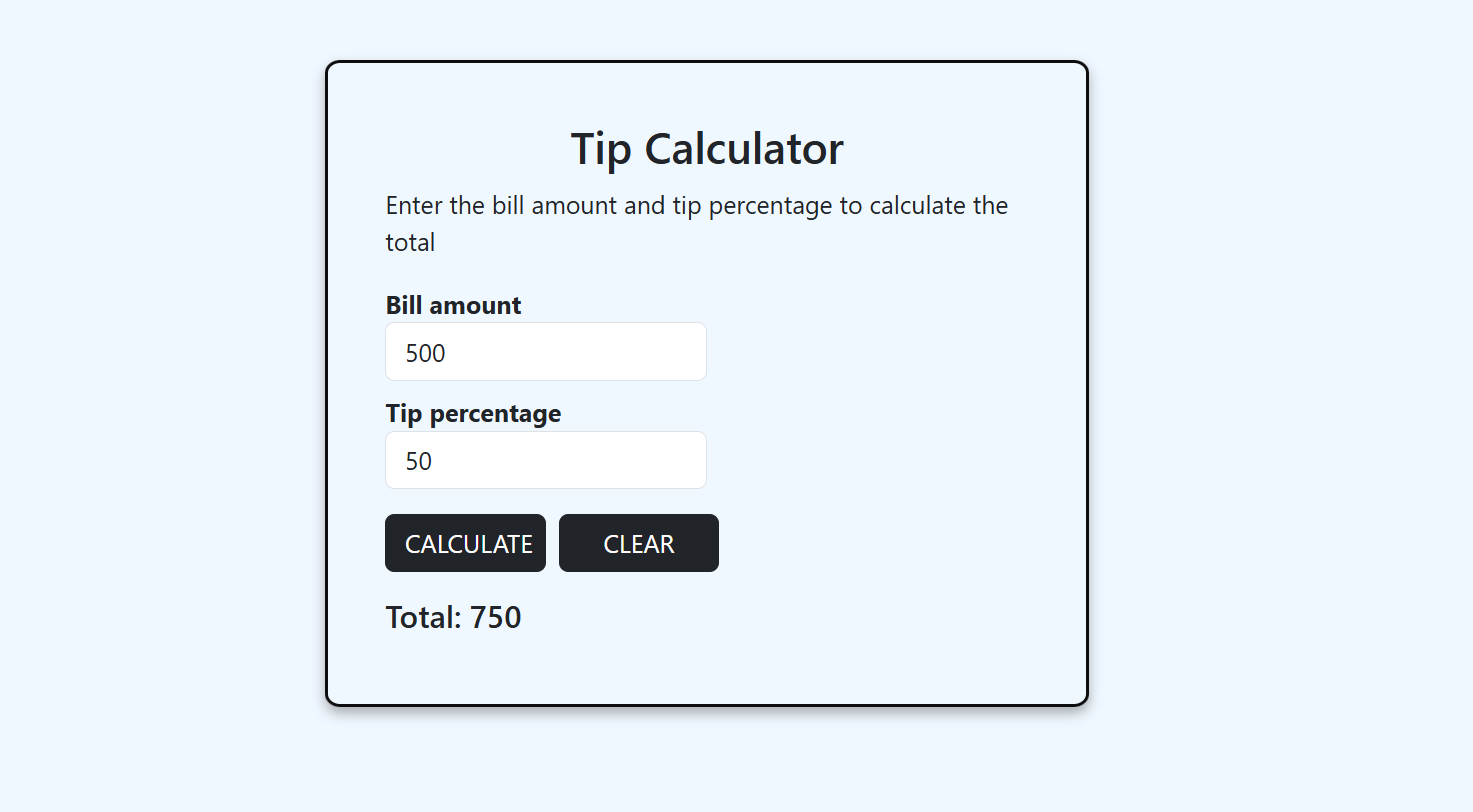 Tip Calculator
Enter the bill amount and tip percentage to calculate the
total
Bill amount
500
Tip percentage
50
CALCULATE CLEAR
Total: 750